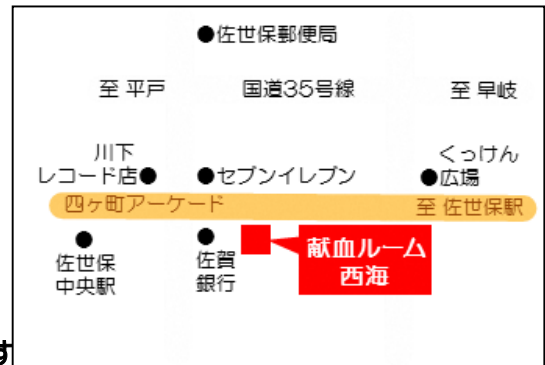 ●佐世保郵便局
至 平戸
国道35号線
至 早岐
川下
レコード店●
●セブンイレブン
くっけん
●広場
四ヶ町アーケード
至 佐世保駅
●
佐世保
中央駅
●
佐賀
銀行
献血ルーム
西海
す